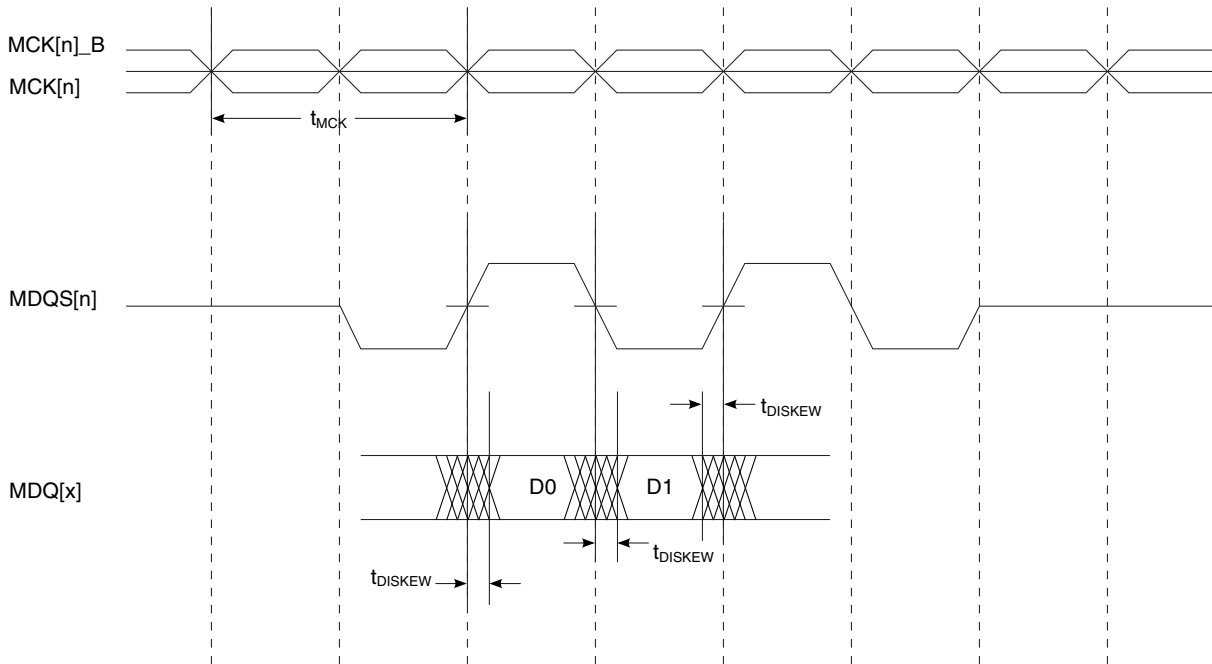 MCK[n]_B
MCK[n]
tMCK
MDQS[n]
tDISKEW
MDQ[x]
D0
D1
tDISKEW
tDISKEW